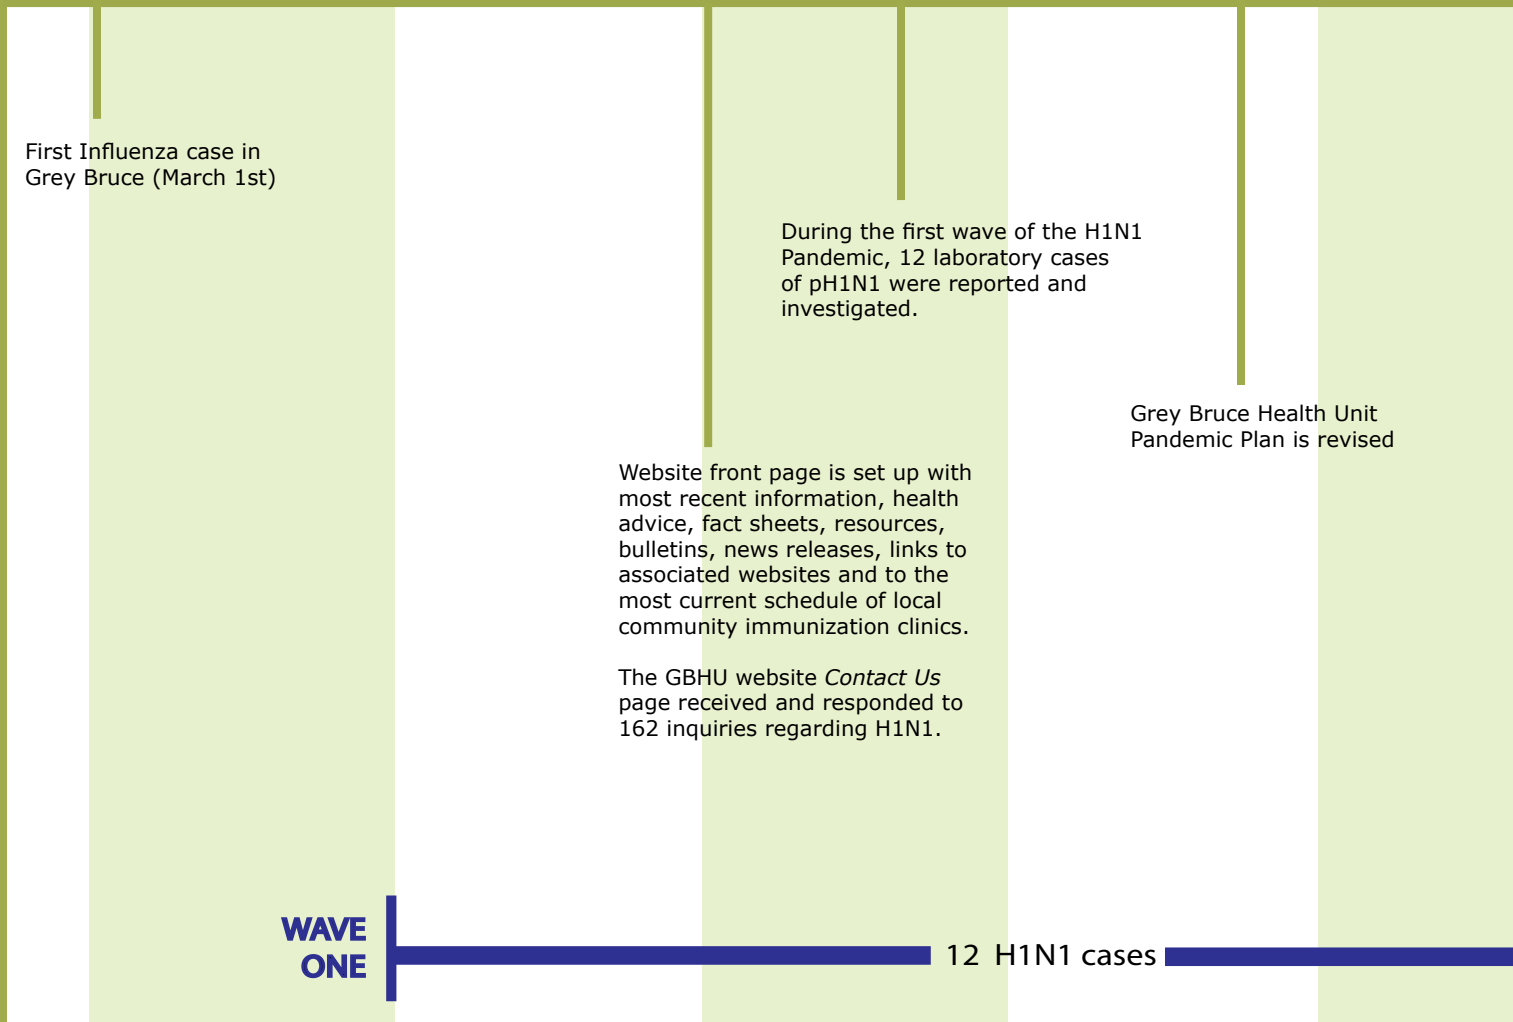 First Influenza case in
Grey Bruce (March 1st)
During the first wave of the H1N1
Pandemic, 12 laboratory cases
of pH1N1 were reported and
investigated.
Grey Bruce Health Unit
Pandemic Plan is revised
Website front page is set up with
most recent information, health
advice, fact sheets, resources,
bulletins, news releases, links to
associated websites and to the
most current schedule of local
community immunization clinics.
The GBHU website Contact Us
page received and responded to
162 inquiries regarding H1N1.
WAVE
ONE
12 H1N1 cases